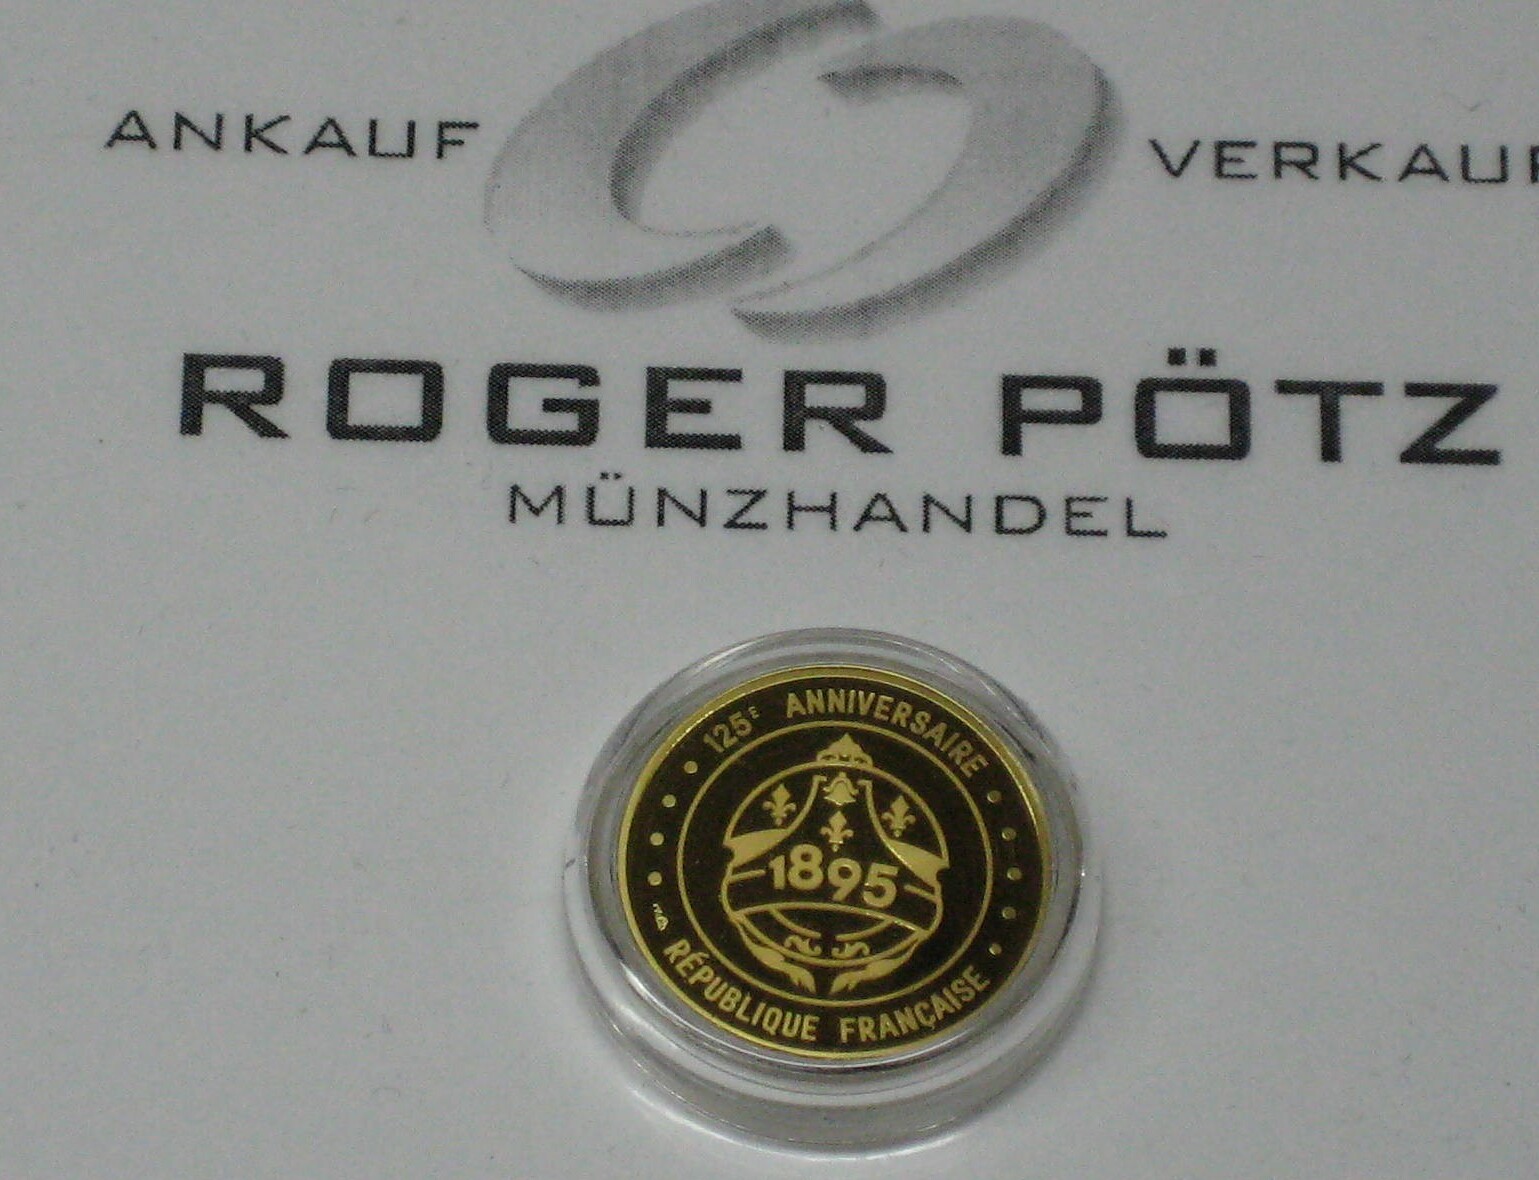 ANKAUF VERKAUF
ROGER PÖTZ
MÜNZHANDEL
125E ANNIVERSAIRE
1895
RÉPUBLIQUE FRANÇAISE